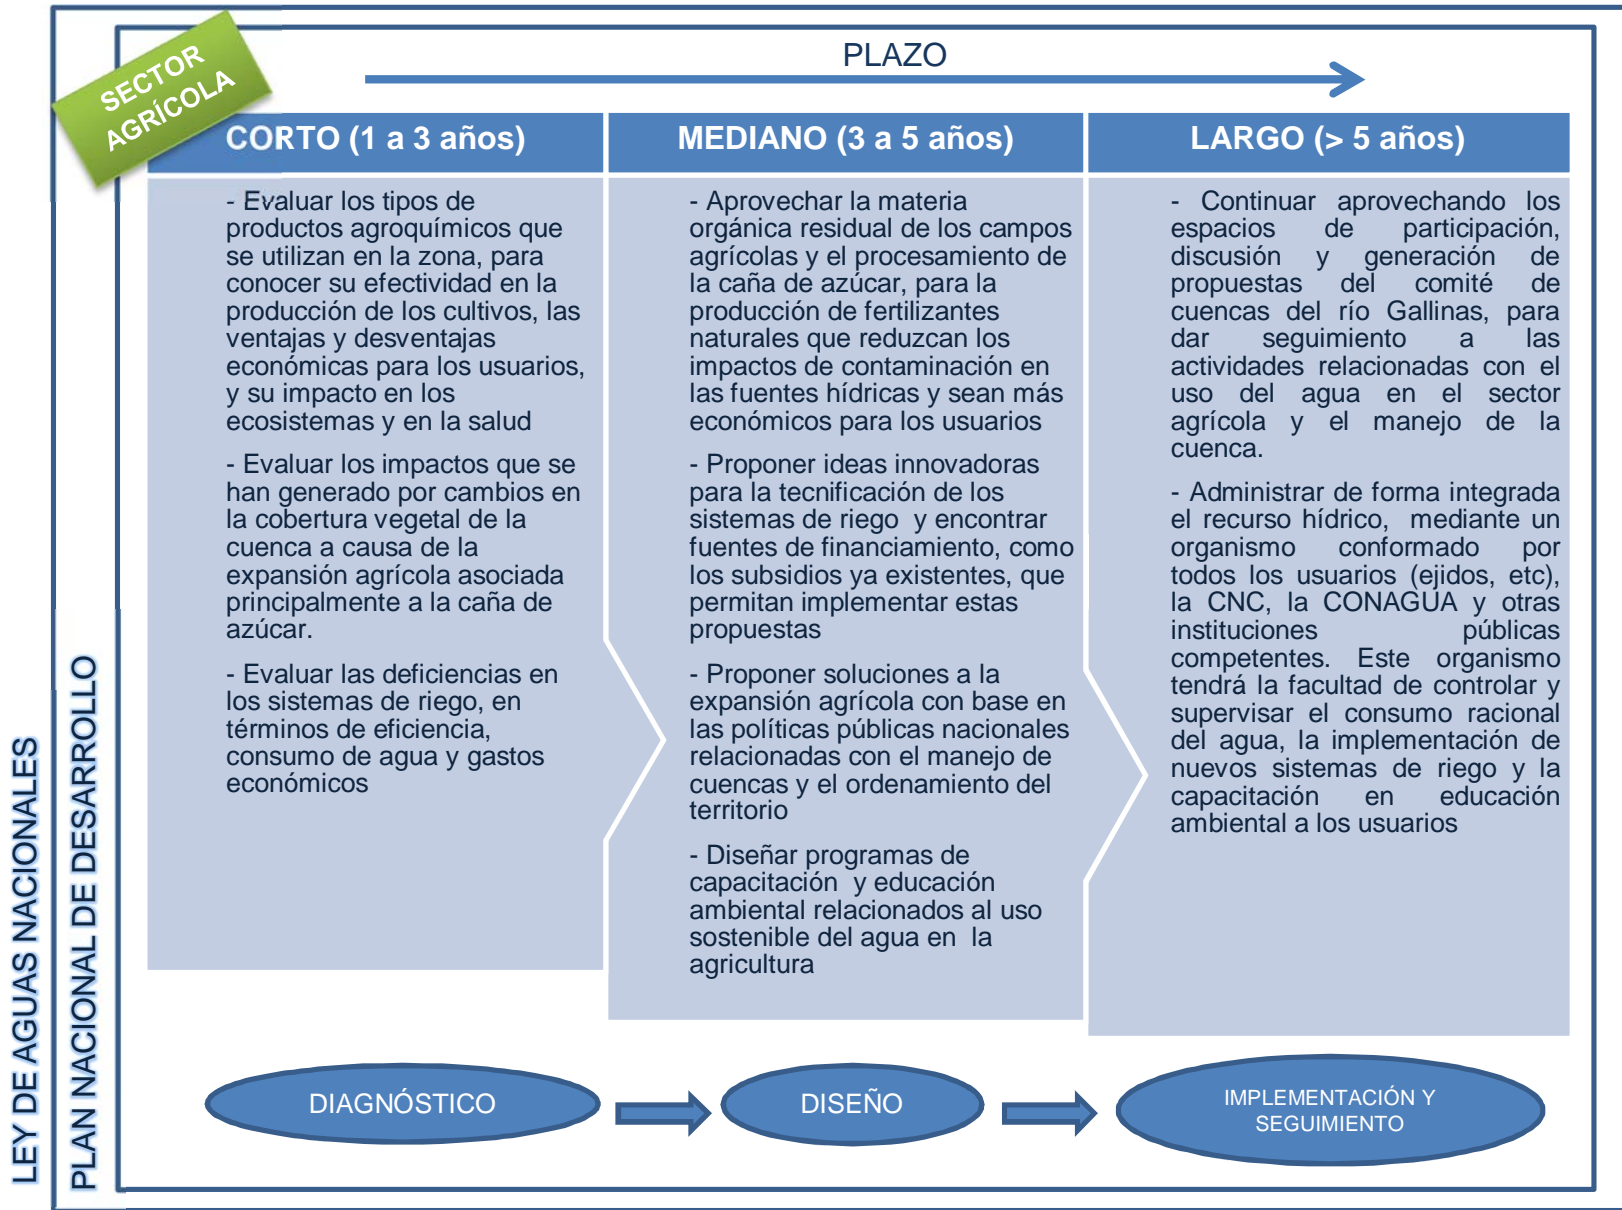 SECTOR
AGRÍCOLA
PLAZO
CORTO (1 a 3 años)
- Evaluar los tipos de
productos agroquímicos que
se utilizan en la zona, para
conocer su efectividad en la
producción de los cultivos, las
ventajas y desventajas
económicas para los usuarios,
y su impacto en los
ecosistemas y en la salud
- Evaluar los impactos que se
han generado por cambios en
la cobertura vegetal de la
cuenca a causa de la
expansión agrícola asociada
principalmente a la caña de
azúcar.
- Evaluar las deficiencias en
los sistemas de riego, en
términos de eficiencia,
consumo de agua y gastos
económicos
MEDIANO (3 a 5 años)
- Aprovechar la materia
orgánica residual de los campos
agrícolas y el procesamiento de
la caña de azúcar, para la
producción de fertilizantes
naturales que reduzcan los
impactos de contaminación en
las fuentes hídricas y sean más
económicos para los usuarios
- Proponer ideas innovadoras
para la tecnificación de los
sistemas de riego  y encontrar
fuentes de financiamiento, como
los subsidios ya existentes, que
permitan implementar estas
propuestas
- Proponer soluciones a la
expansión agrícola con base en
las políticas públicas nacionales
relacionadas con el manejo de
cuencas y el ordenamiento del
territorio
- Diseñar programas de
capacitación  y educación
ambiental relacionados al uso
sostenible del agua en  la
agricultura
LARGO (> 5 años)
- Continuar aprovechando los
espacios de participación,
discusión y generación de
propuestas del comité de
cuencas del río Gallinas, para
dar seguimiento a las
actividades relacionadas con el
uso del agua en el sector
agrícola y el manejo de la
cuenca.
- Administrar de forma integrada
el recurso hídrico,  mediante un
organismo conformado por
todos los usuarios (ejidos, etc),
la CNC, la CONAGUA y otras
instituciones públicas
competentes. Este organismo
tendrá la facultad de controlar y
supervisar el consumo racional
del agua, la implementación de
nuevos sistemas de riego y la
capacitación en educación
ambiental a los usuarios
DIAGNÓSTICO
DISEÑO
IMPLEMENTACIÓN Y
SEGUIMIENTO
LEY DE AGUAS NACIONALES
PLAN NACIONAL DE DESARROLLO